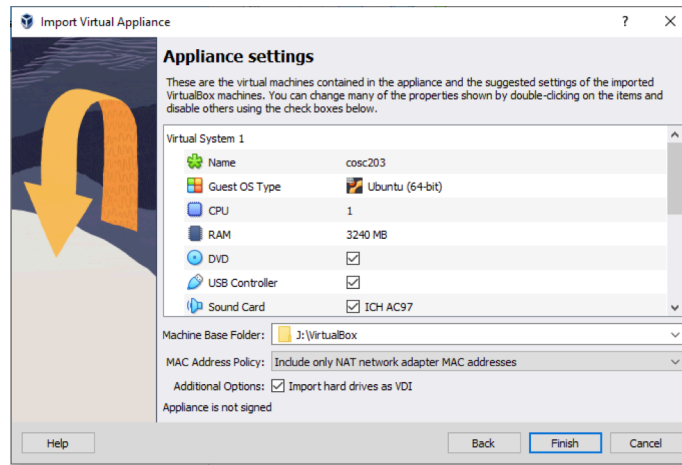 Import Virtual Appliance
? X
Appliance settings
These are the virtual machines contained in the appliance and the suggested settings of the imported
VirtualBox machines. You can change many of the properties shown by double-clicking on the items and
disable others using the check boxes below.
Virtual System 1
Name cosc203
Guest OS Type Ubuntu (64-bit)
CPU 1
RAM 3240 MB
DVD
USB Controller
Sound Card ICH AC97
Machine Base Folder: J:\VirtualBox
MAC Address Policy: Include only NAT network adapter MAC addresses
Additional Options: Import hard drives as VDI
Appliance is not signed
Help Back Finish Cancel